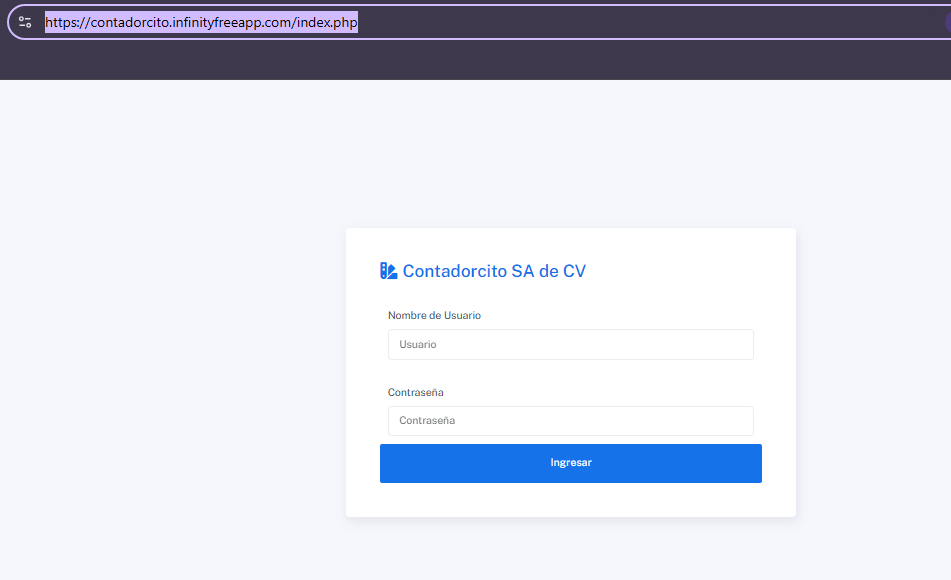 https://contadorcito.infinityfreeapp.com/index.php
Contadorcito SA de CV
Nombre de Usuario
Usuario
Contraseña
Contraseña
Ingresar